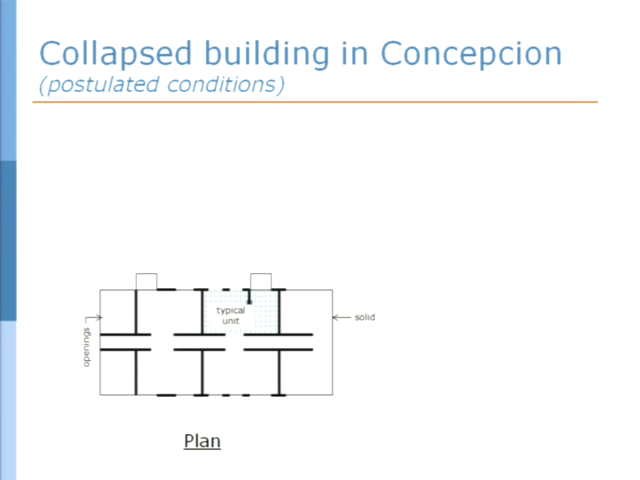 Collapsed building in Concepcion
(postulated conditions)
typical
unit
solid
openings
Plan